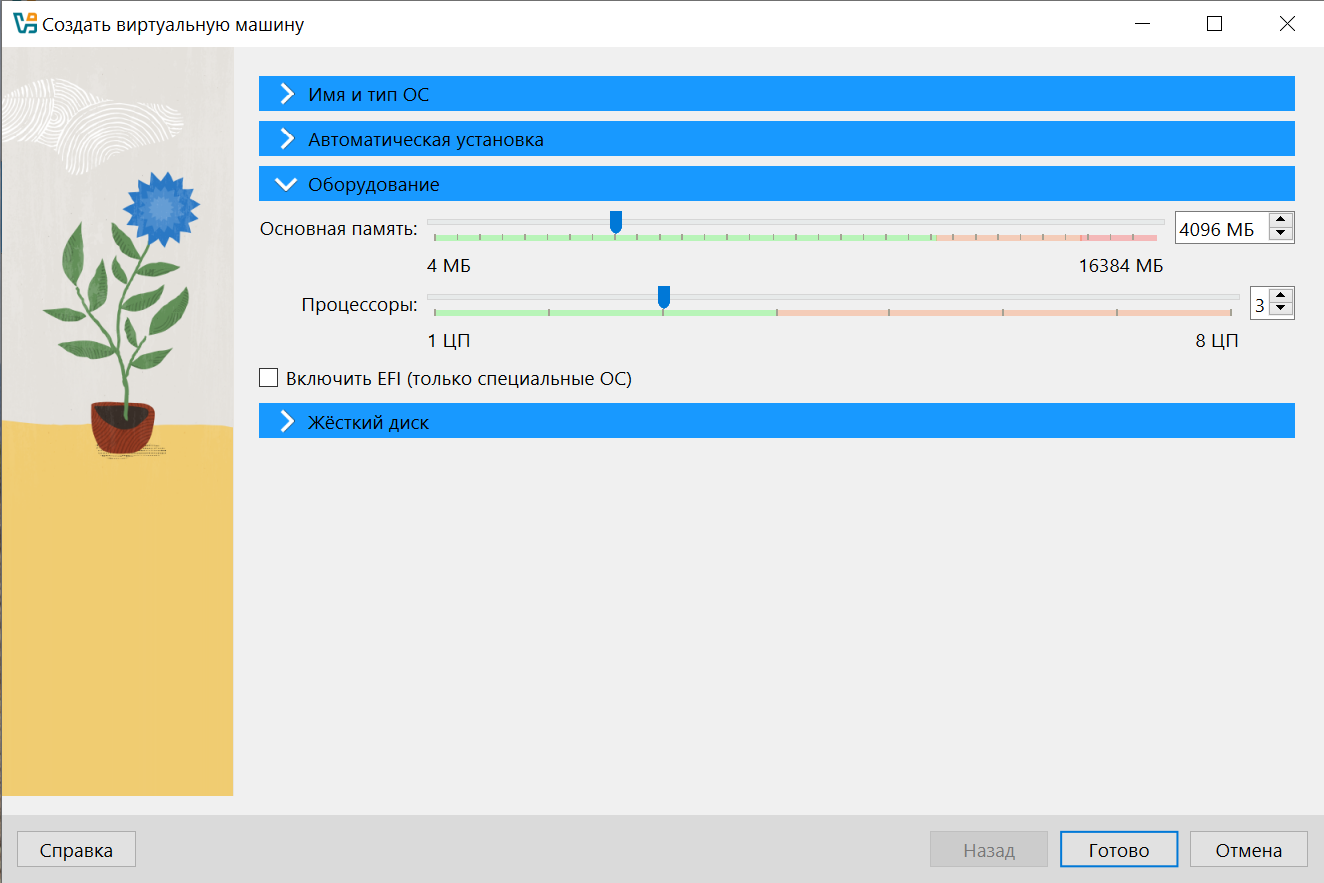 Создать виртуальную машину
Имя и тип ОС
Автоматическая установка
Оборудование
Основная память: 4096 МБ
4 МБ 16384 МБ
Процессоры: 3
1 ЦП 8 ЦП
Включить EFI (только специальные ОС)
Жёсткий диск
Справка Назад Готово Отмена